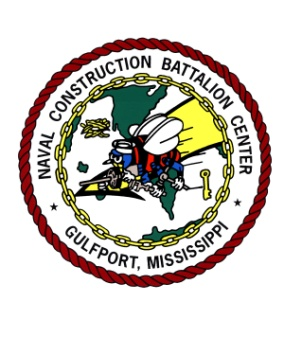 NAVAL CONSTRUCTION BATTALION CENTER
GULFPORT, MISSISSIPPI